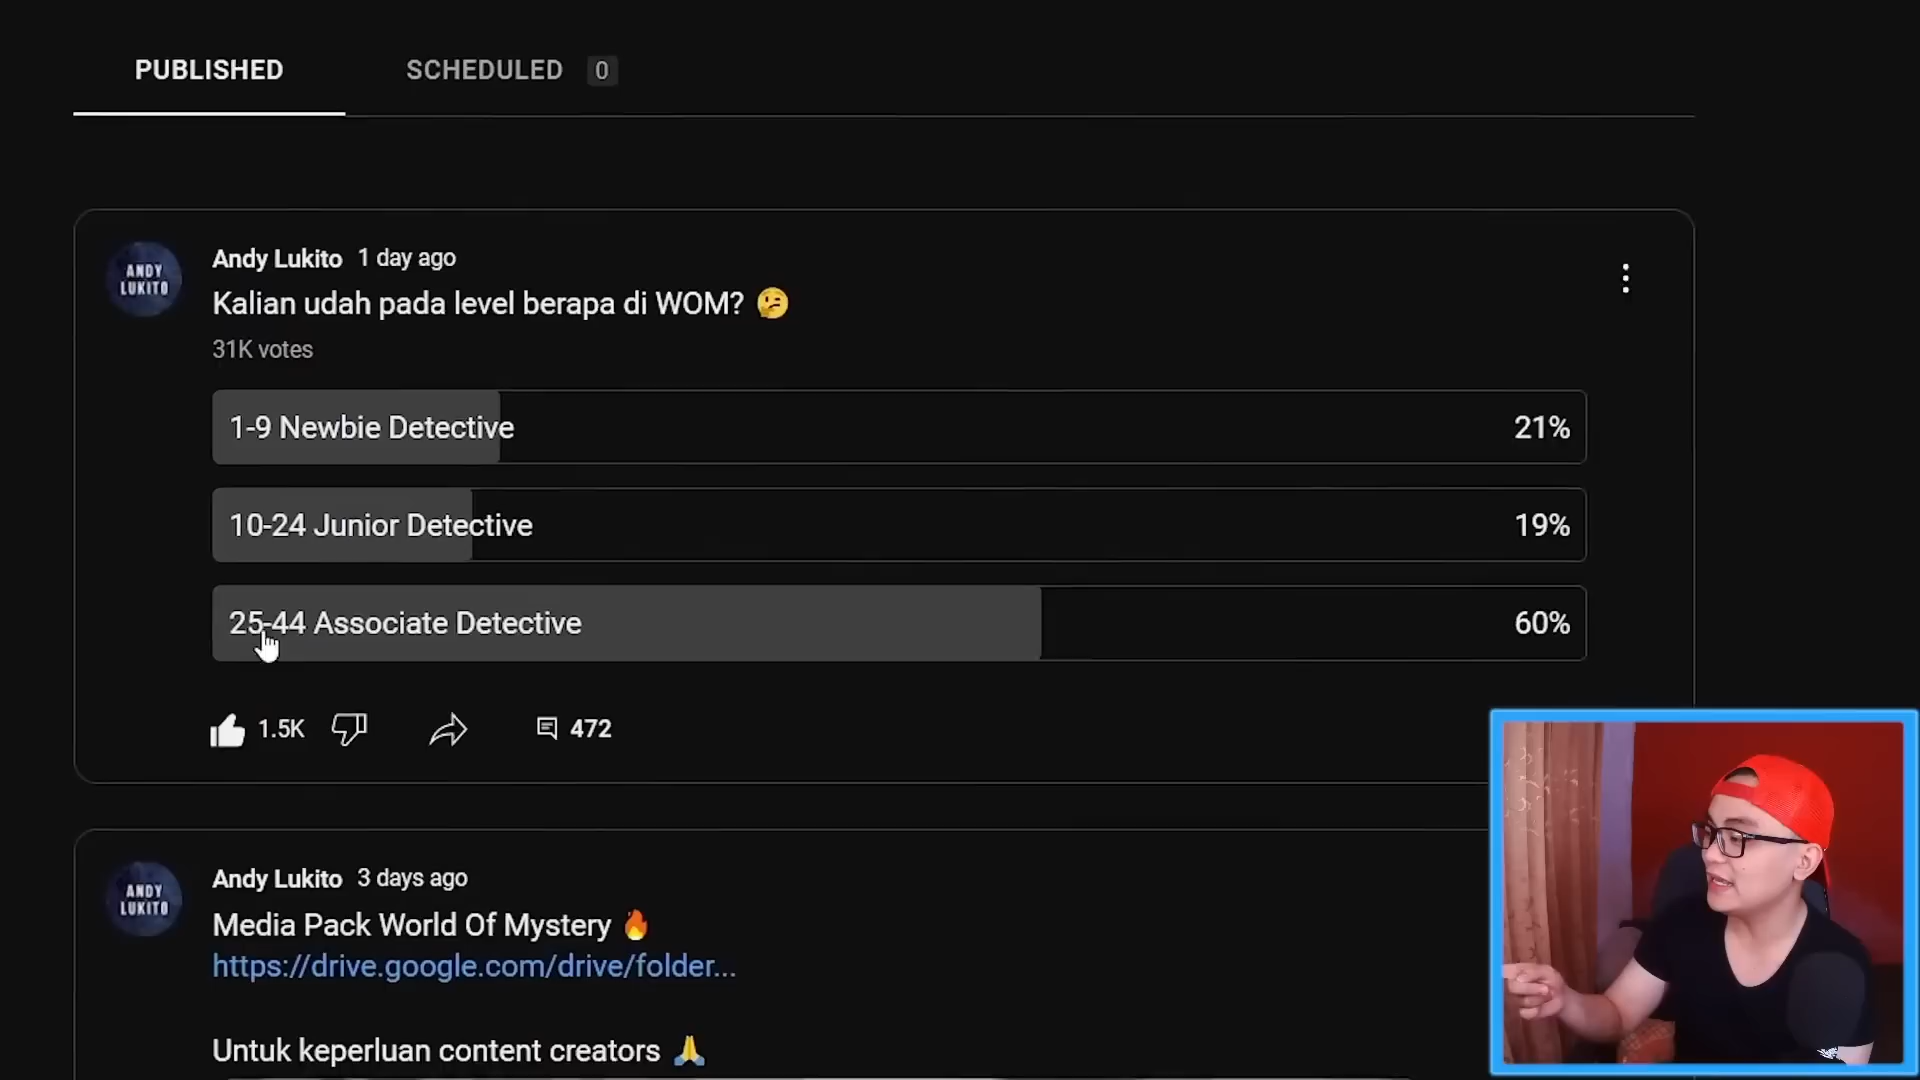 PUBLISHED SCHEDULED 0
ANDY LUKITO
Andy Lukito 1 day ago
Kalian udah pada level berapa di WOM? 🤔
31K votes
1-9 Newbie Detective 21%
10-24 Junior Detective 19%
25-44 Associate Detective 60%
1.5K 472
ANDY LUKITO
Andy Lukito 3 days ago
Media Pack World Of Mystery 🔥
https://drive.google.com/drive/folder...
Untuk keperluan content creators 🙏